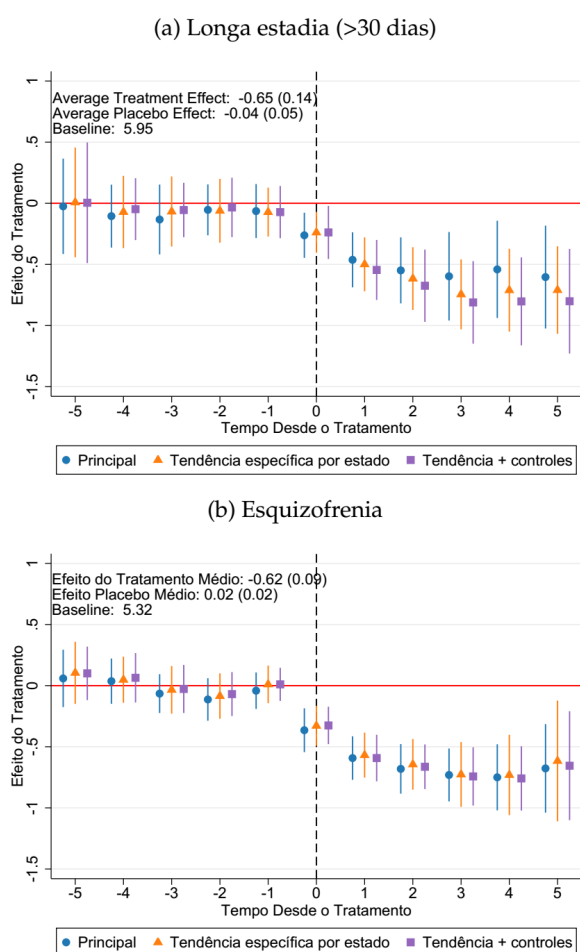 (a) Longa estadia (>30 dias)
Average Treatment Effect: -0.65 (0.14)
Average Placebo Effect: -0.04 (0.05)
Baseline: 5.95
Efeito do Tratamento
1
.5
0
-.5
-1
-1.5
-5 -4 -3 -2 -1 0 1 2 3 4 5
Tempo Desde o Tratamento
Principal Tendência específica por estado Tendência + controles
(b) Esquizofrenia
Efeito do Tratamento Médio: -0.62 (0.09)
Efeito Placebo Médio: 0.02 (0.02)
Baseline: 5.32
Efeito do Tratamento
1
.5
0
-.5
-1
-1.5
-5 -4 -3 -2 -1 0 1 2 3 4 5
Tempo Desde o Tratamento
Principal Tendência específica por estado Tendência + controles